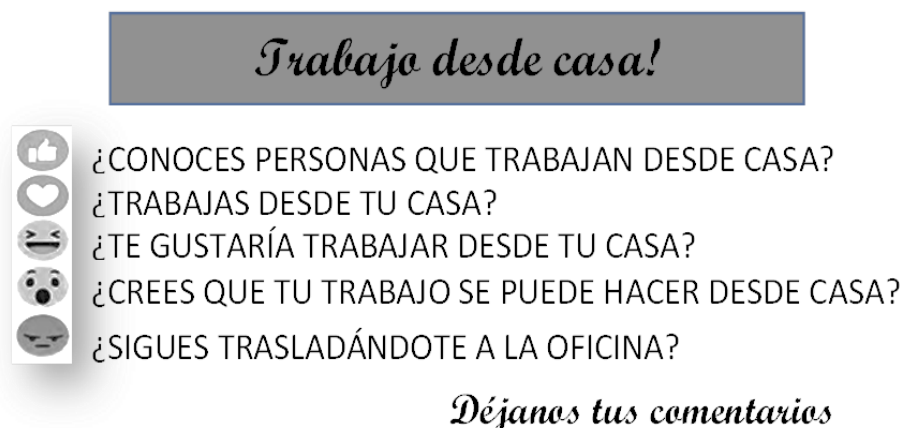 Trabajo desde casa!
¿CONOCES PERSONAS QUE TRABAJAN DESDE CASA?
¿TRABAJAS DESDE TU CASA?
¿TE GUSTARÍA TRABAJAR DESDE TU CASA?
¿CREES QUE TU TRABAJO SE PUEDE HACER DESDE CASA?
¿SIGUES TRASLADÁNDOTE A LA OFICINA?
Déjanos tus comentarios